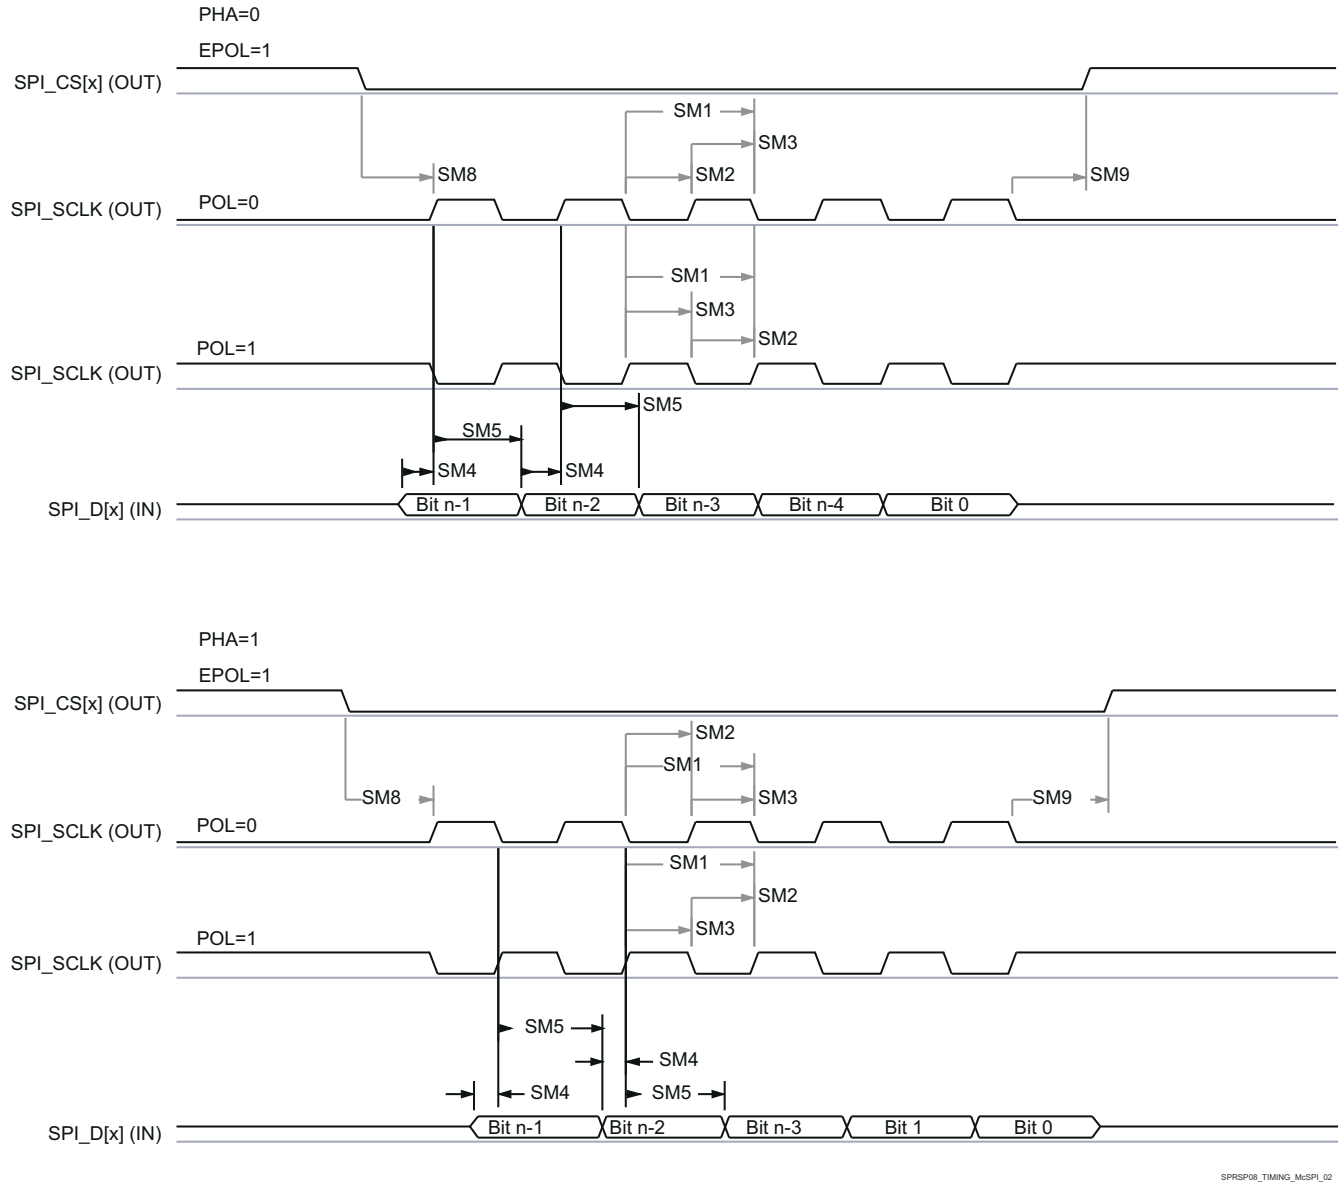 PHA=0
EPOL=1
SPI_CS[x] (OUT)
SM1
SM3
SM8
SM2
SM9
SPI_SCLK (OUT)
POL=0
SM1
SM3
SM2
POL=1
SPI_SCLK (OUT)
SM5
SM5
SM4
SM4
SPI_D[x] (IN)
Bit n-1
Bit n-2
Bit n-3
Bit n-4
Bit 0
PHA=1
EPOL=1
SPI_CS[x] (OUT)
SM2
SM1
SM8
SM3
SM9
SPI_SCLK (OUT)
POL=0
SM1
SM2
SM3
POL=1
SPI_SCLK (OUT)
SM5
SM4
SM4
SM5
SPI_D[x] (IN)
Bit n-1
Bit n-2
Bit n-3
Bit 1
Bit 0
SPRSP08_TIMING_McSPI_02